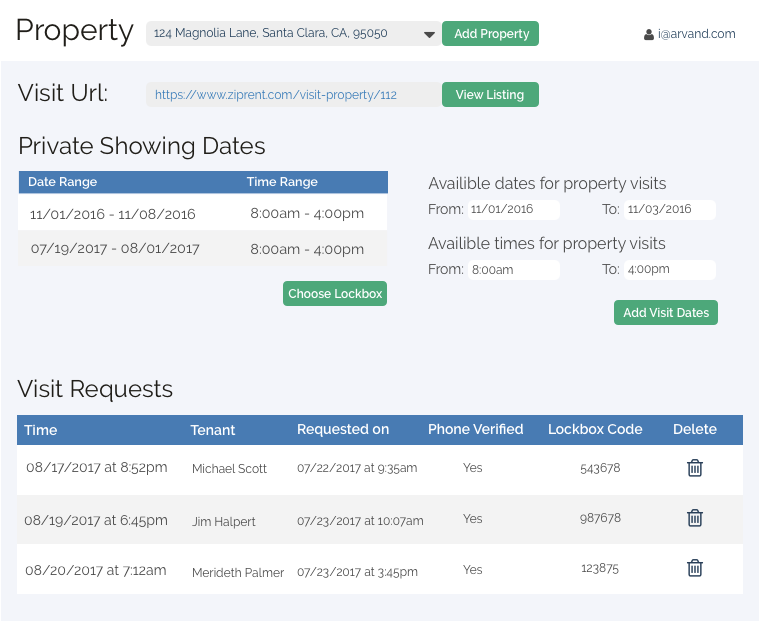 Property 124 Magnolia Lane, Santa Clara, CA, 95050 Add Property i@arvand.com
Visit Url: https://www.ziprent.com/visit-property/112 View Listing
Private Showing Dates
Date Range Time Range
11/01/2016 - 11/08/2016 8:00am - 4:00pm
07/19/2017 - 08/01/2017 8:00am - 4:00pm
Choose Lockbox
Availible dates for property visits
From: 11/01/2016 To: 11/03/2016
Availible times for property visits
From: 8:00am To: 4:00pm
Add Visit Dates
Visit Requests
Time Tenant Requested on Phone Verified Lockbox Code Delete
08/17/2017 at 8:52pm Michael Scott 07/22/2017 at 9:35am Yes 543678
08/19/2017 at 6:45pm Jim Halpert 07/23/2017 at 10:07am Yes 987678
08/20/2017 at 7:12am Merideth Palmer 07/23/2017 at 3:45pm Yes 123875